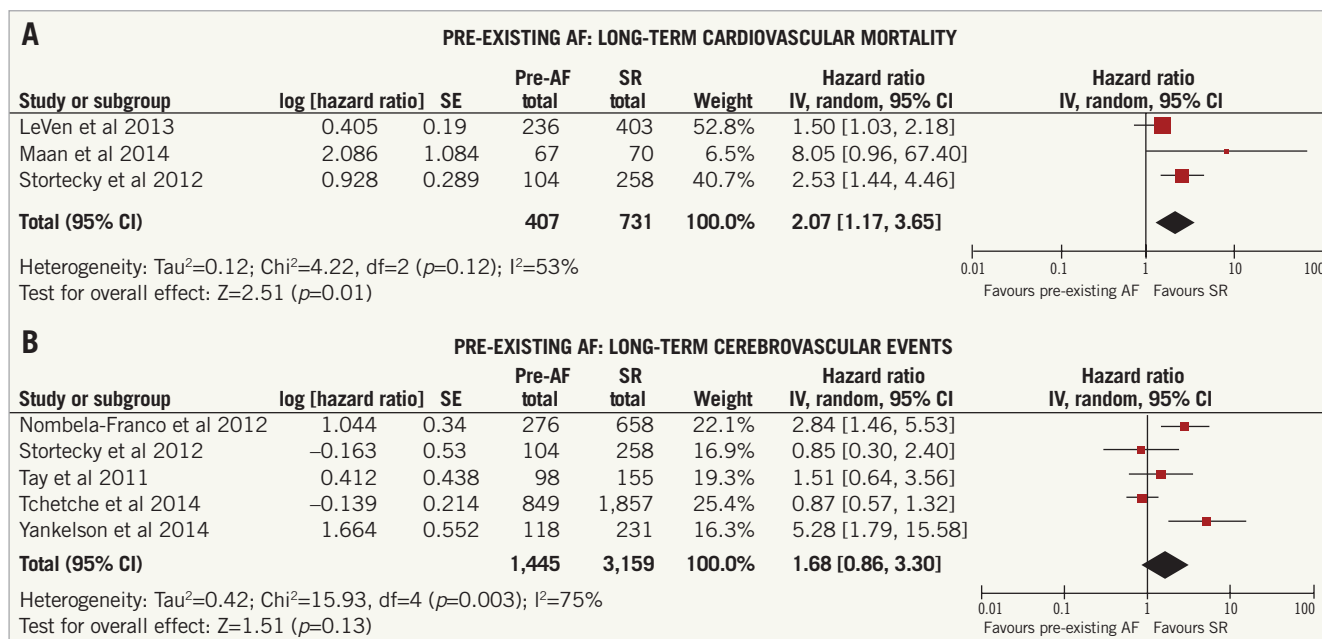 A
PRE-EXISTING AF: LONG-TERM CARDIOVASCULAR MORTALITY
Pre-AF SR Hazard ratio Hazard ratio
Study or subgroup log [hazard ratio] SE total total Weight IV, random, 95% CI IV, random, 95% CI
LeVen et al 2013 0.405 0.19 236 403 52.8% 1.50 [1.03, 2.18]
Maan et al 2014 2.086 1.084 67 70 6.5% 8.05 [0.96, 67.40]
Stortecky et al 2012 0.928 0.289 104 258 40.7% 2.53 [1.44, 4.46]
Total (95% CI) 407 731 100.0% 2.07 [1.17, 3.65]
Heterogeneity: Tau²=0.12; Chi²=4.22, df=2 (p=0.12); I²=53%
Test for overall effect: Z=2.51 (p=0.01)
0.01 0.1 1 10 100
Favours pre-existing AF Favours SR
B
PRE-EXISTING AF: LONG-TERM CEREBROVASCULAR EVENTS
Pre-AF SR Hazard ratio Hazard ratio
Study or subgroup log [hazard ratio] SE total total Weight IV, random, 95% CI IV, random, 95% CI
Nombela-Franco et al 2012 1.044 0.34 276 658 22.1% 2.84 [1.46, 5.53]
Stortecky et al 2012 −0.163 0.53 104 258 16.9% 0.85 [0.30, 2.40]
Tay et al 2011 0.412 0.438 98 155 19.3% 1.51 [0.64, 3.56]
Tchetche et al 2014 −0.139 0.214 849 1,857 25.4% 0.87 [0.57, 1.32]
Yankelson et al 2014 1.664 0.552 118 231 16.3% 5.28 [1.79, 15.58]
Total (95% CI) 1,445 3,159 100.0% 1.68 [0.86, 3.30]
Heterogeneity: Tau²=0.42; Chi²=15.93, df=4 (p=0.003); I²=75%
Test for overall effect: Z=1.51 (p=0.13)
0.01 0.1 1 10 100
Favours pre-existing AF Favours SR